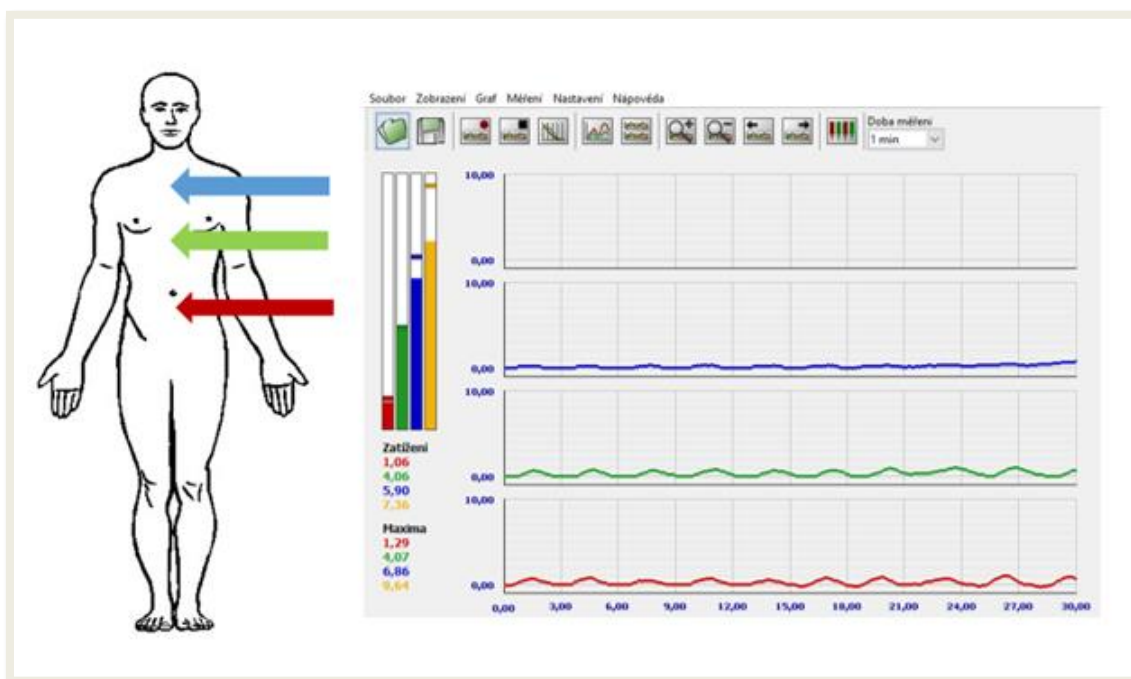 Soubor Zobrazení Graf Měření Nastavení Nápověda
Doba měření
1 min
10,00
0,00
10,00
0,00
10,00
0,00
10,00
0,00
0,00 3,00 6,00 9,00 12,00 15,00 18,00 21,00 24,00 27,00 30,00
Zatížení
1,06
4,06
5,90
7,36
Maxima
1,29
4,07
6,86
9,64